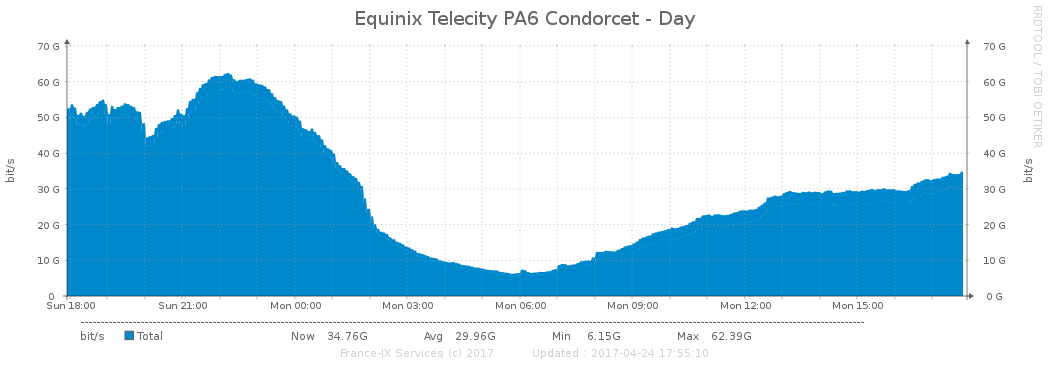 Equinix Telecity PA6 Condorcet - Day
RRDTOOL / TOBI OETIKER
70 G 70 G
60 G 60 G
50 G 50 G
40 G 40 G
30 G 30 G
20 G 20 G
10 G 10 G
0 0 G
bit/s bit/s
Sun 18:00 Sun 21:00 Mon 00:00 Mon 03:00 Mon 06:00 Mon 09:00 Mon 12:00 Mon 15:00
bit/s Total Now 34.76G Avg 29.96G Min 6.15G Max 62.39G
France-IX Services (c) 2017 Updated : 2017-04-24 17:55:10